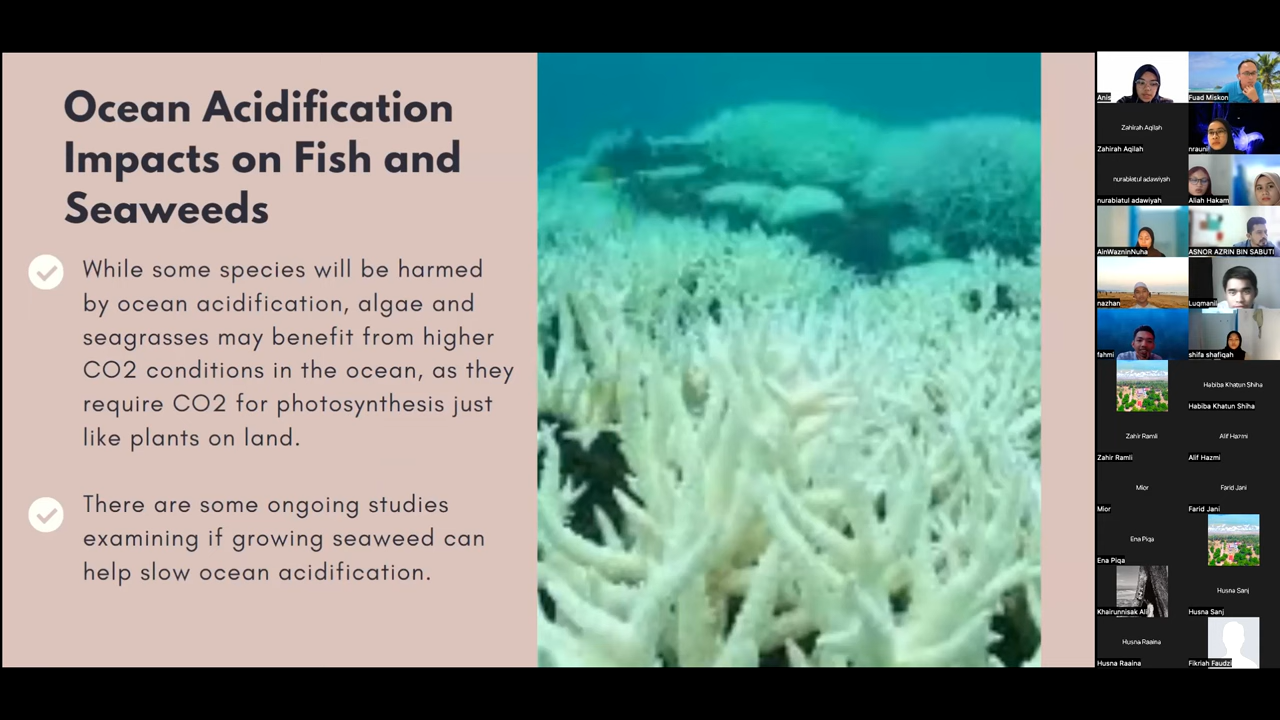 Ocean Acidification
Impacts on Fish and
Seaweeds
While some species will be harmed
by ocean acidification, algae and
seagrasses may benefit from higher
CO2 conditions in the ocean, as they
require CO2 for photosynthesis just
like plants on land.
There are some ongoing studies
examining if growing seaweed can
help slow ocean acidification.
Anis
Fuad Miskon
Zahirah Aqilah
Zahirah Aqilah
nraunii
nurabiatul adawiyah
nurabiatul adawiyah
Aliah Hakam
AinWazninNuha
ASNOR AZRIN BIN SABUTI
nazhan
Luqmanil
fahmi
shifa shafiqah
Habiba Khatun Shiha
Habiba Khatun Shiha
Zahir Ramli
Alif Hazmi
Zahir Ramli
Alif Hazmi
Mior
Farid Jani
Mior
Farid Jani
Ena Piqa
Ena Piqa
Husna Sanj
Khairunnisak Ali
Husna Sanj
Husna Raaina
Husna Raaina
Fikriah Faudzi